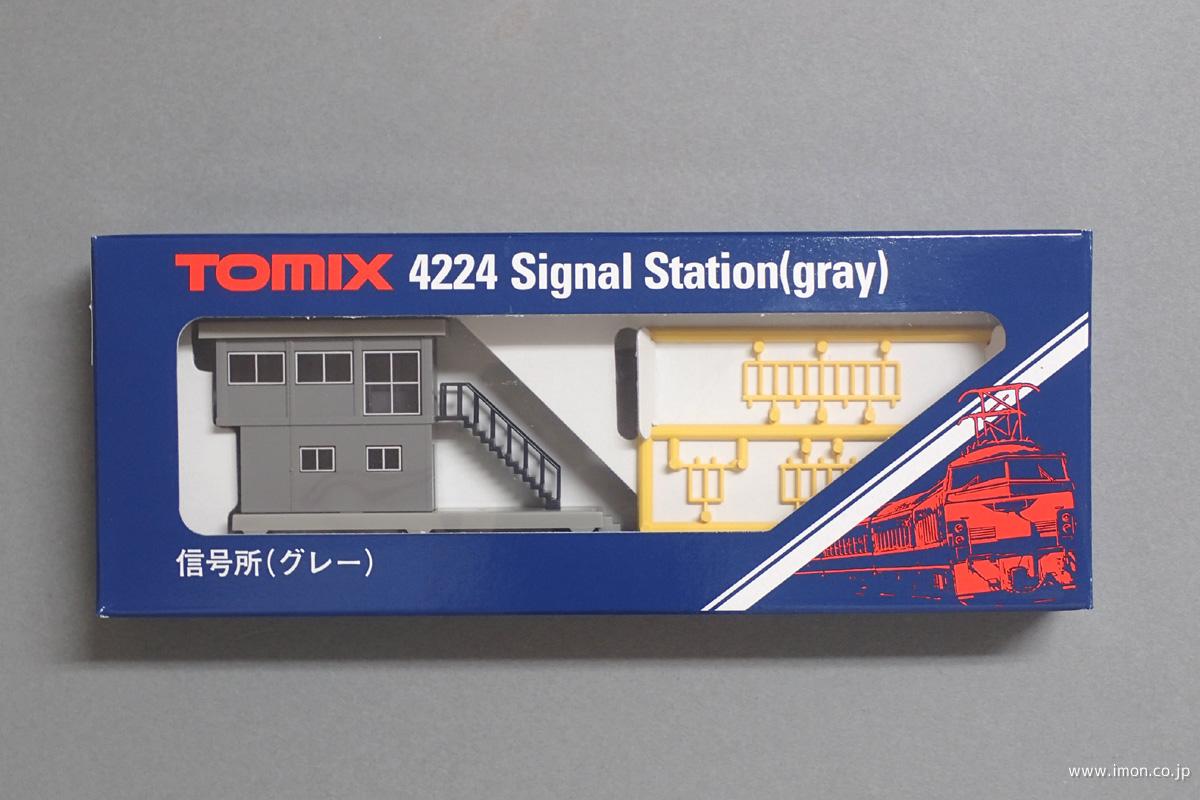 TOMIX 4224 Signal Station(gray)
信号所(グレー)
www.imon.co.jp